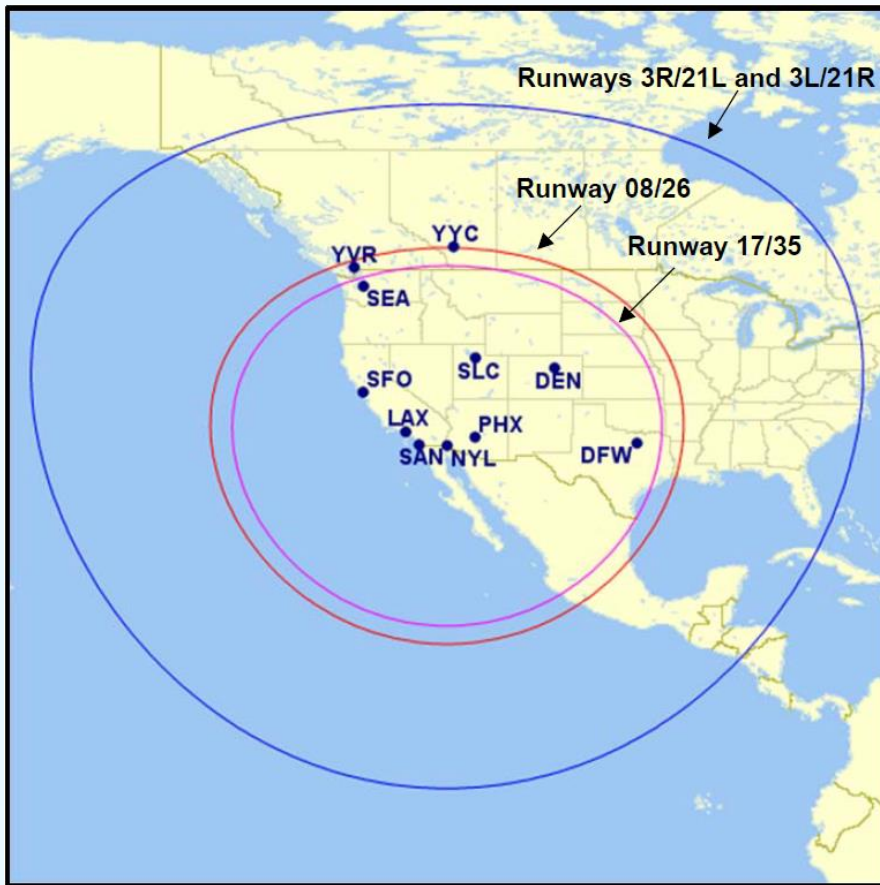 Runways 3R/21L and 3L/21R
Runway 08/26
YYC
Runway 17/35
YVR
SEA
SLC
DEN
SFO
LAX
PHX
SAN NYL
DFW